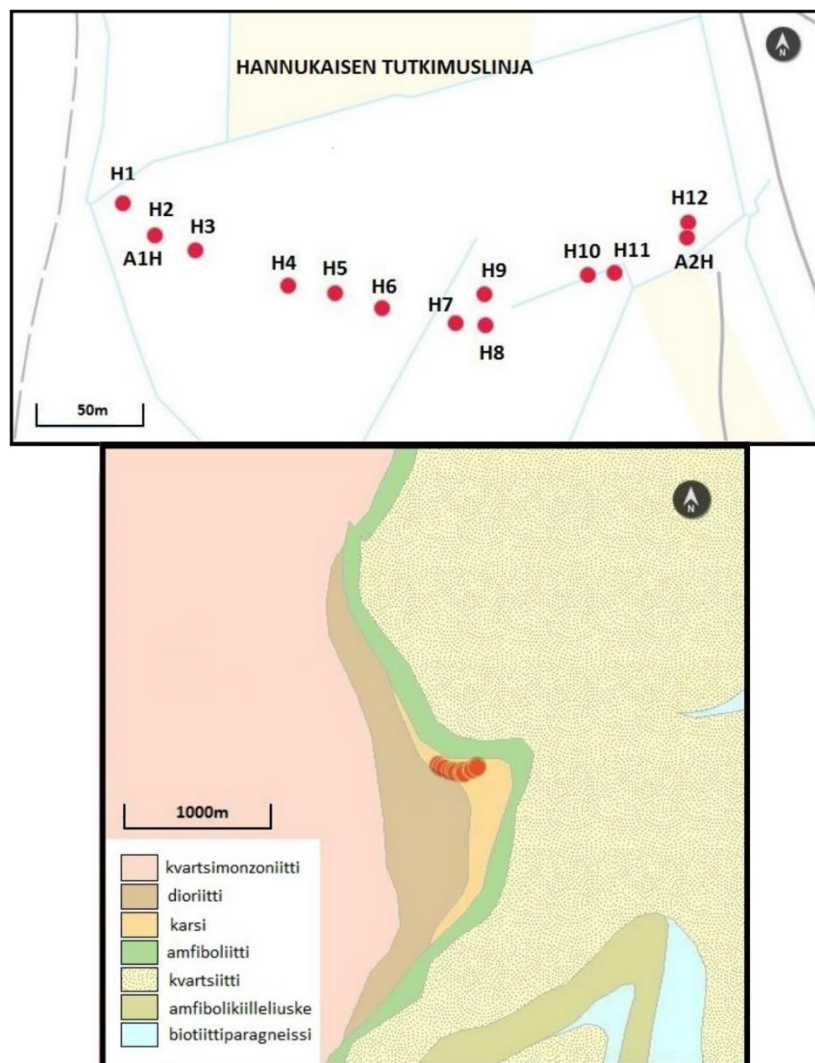 HANNUKAISEN TUTKIMUSLINJA
N
H1
H2
H3
A1H
H4
H5
H6
H7
H9
H8
H10
H11
H12
A2H
50m
N
1000m
kvartsimonzoniitti
dioriitti
karsi
amfiboliitti
kvartsiitti
amfibolikiilleliuske
biotiittiparagneissi